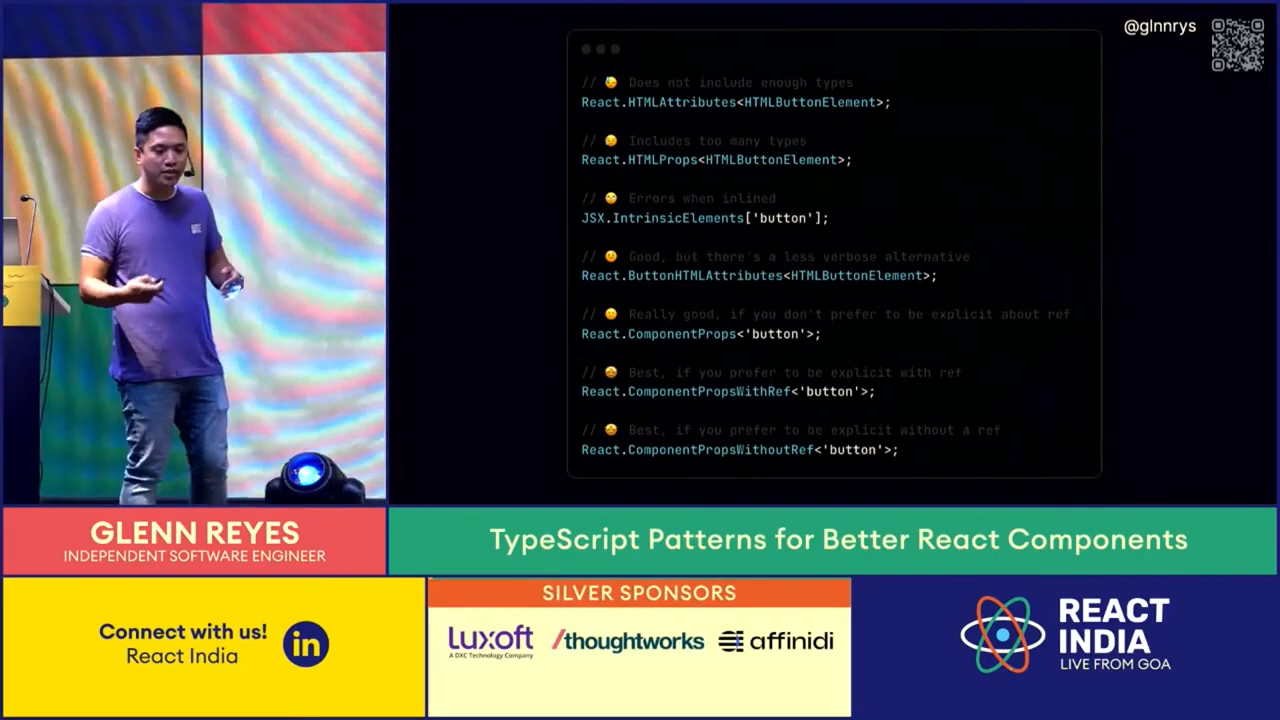 @glnnrys
// 😓 Does not include enough types
React.HTMLAttributes<HTMLButtonElement>;
// 😥 Includes too many types
React.HTMLProps<HTMLButtonElement>;
// 🙄 Errors when inlined
JSX.IntrinsicElements['button'];
// 😐 Good, but there's a less verbose alternative
React.ButtonHTMLAttributes<HTMLButtonElement>;
// 🙂 Really good, if you don't prefer to be explicit about ref
React.ComponentProps<'button'>;
// 🤩 Best, if you prefer to be explicit with ref
React.ComponentPropsWithRef<'button'>;
// 🤩 Best, if you prefer to be explicit without a ref
React.ComponentPropsWithoutRef<'button'>;
GLENN REYES
INDEPENDENT SOFTWARE ENGINEER
TypeScript Patterns for Better React Components
Connect with us!
React India
in
SILVER SPONSORS
Luxoft
A DXC Technology Company
/thoughtworks
affinidi
REACT
INDIA
LIVE FROM GOA